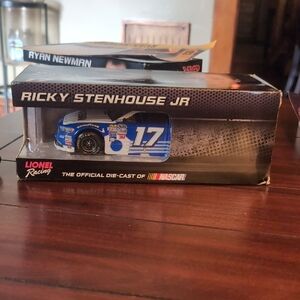 RYAN NEWMAN
RICKY STENHOUSE JR
17
LIONEL
Racing
THE OFFICIAL DIE-CAST OF NASCAR